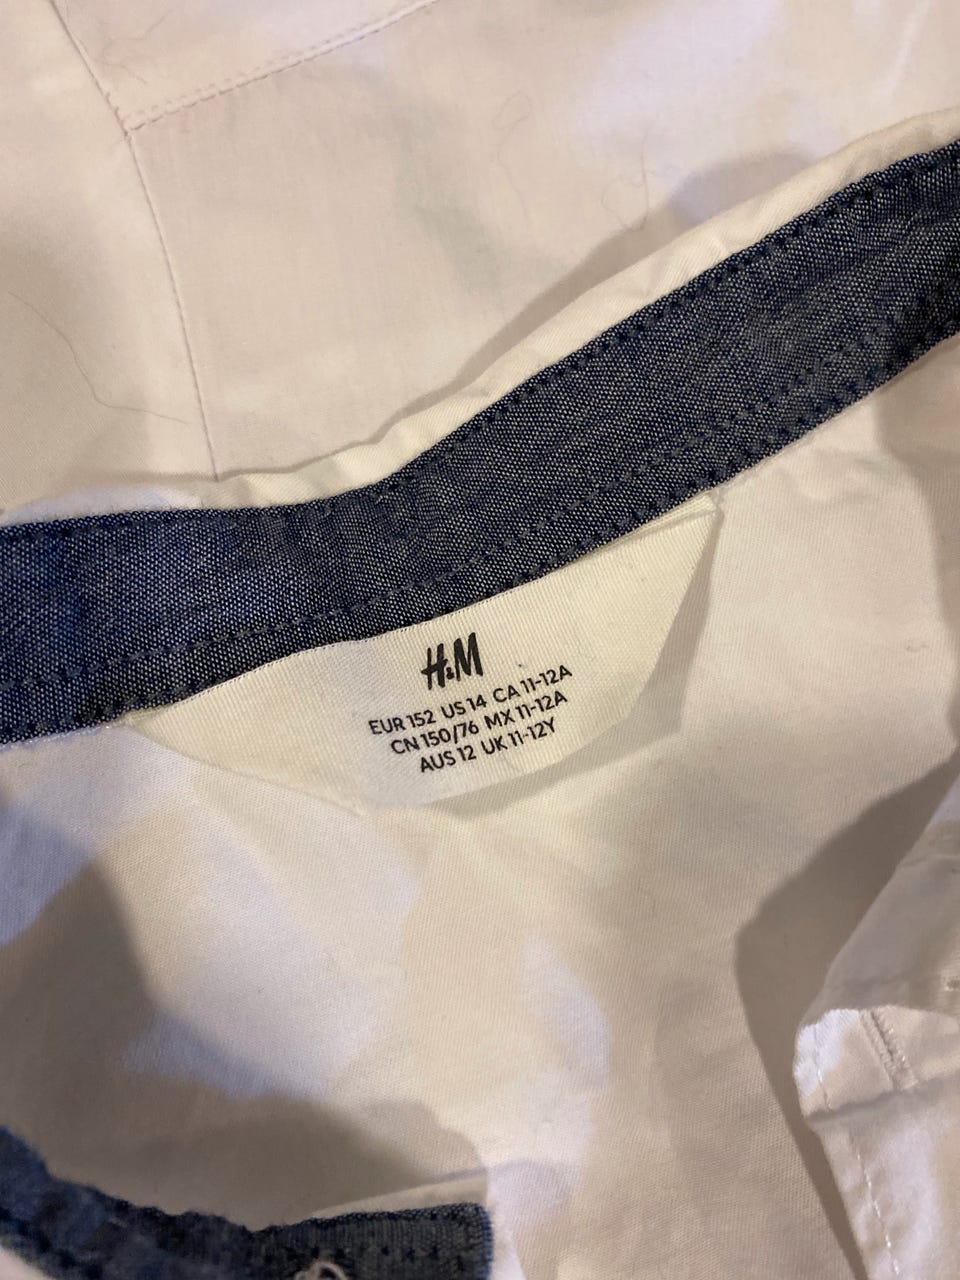 H&M
EUR 152 US 14 CA 11-12A
CN 150/76 MX 11-12A
AUS 12 UK 11-12Y